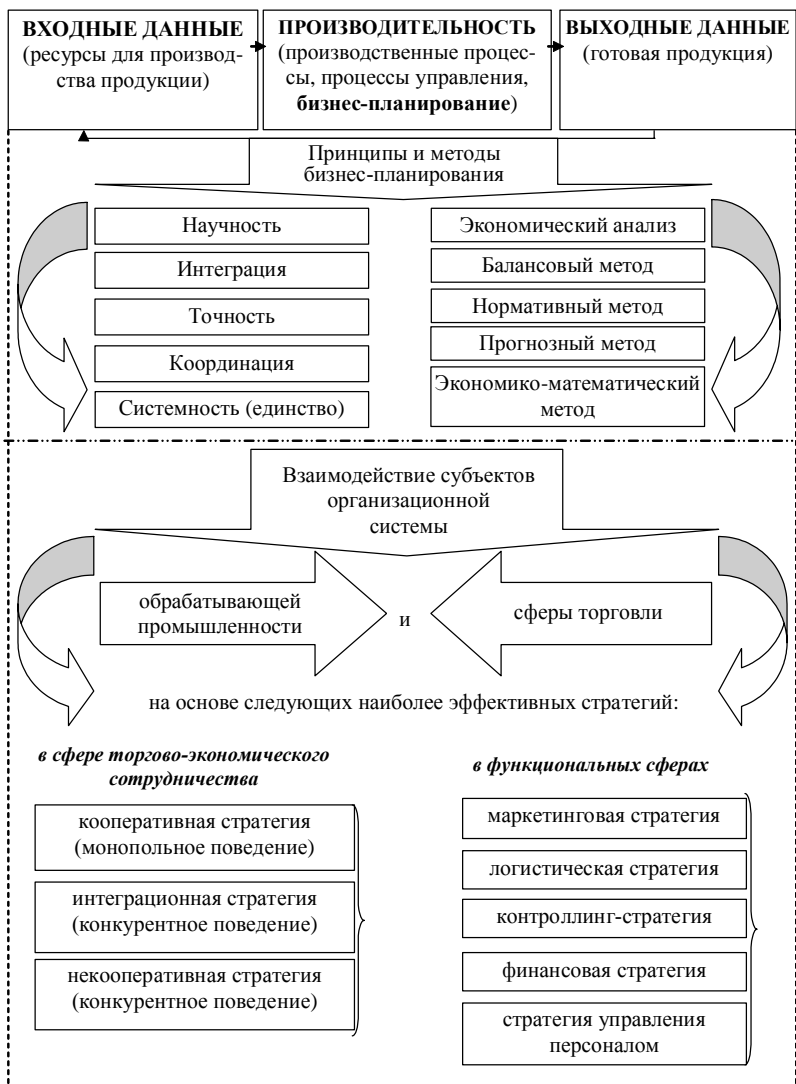 ВХОДНЫЕ ДАННЫЕ
(ресурсы для производ-
ства продукции)
ПРОИЗВОДИТЕЛЬНОСТЬ
(производственные процес-
сы, процессы управления,
бизнес-планирование)
ВЫХОДНЫЕ ДАННЫЕ
(готовая продукция)
Принципы и методы
бизнес-планирования
Научность
Интеграция
Точность
Координация
Системность (единство)
Экономический анализ
Балансовый метод
Нормативный метод
Прогнозный метод
Экономико-математический
метод
Взаимодействие субъектов
организационной
системы
обрабатывающей
промышленности
и
сферы торговли
на основе следующих наиболее эффективных стратегий:
в сфере торгово-экономического
сотрудничества
кооперативная стратегия
(монопольное поведение)
интеграционная стратегия
(конкурентное поведение)
некооперативная стратегия
(конкурентное поведение)
в функциональных сферах
маркетинговая стратегия
логистическая стратегия
контроллинг-стратегия
финансовая стратегия
стратегия управления
персоналом